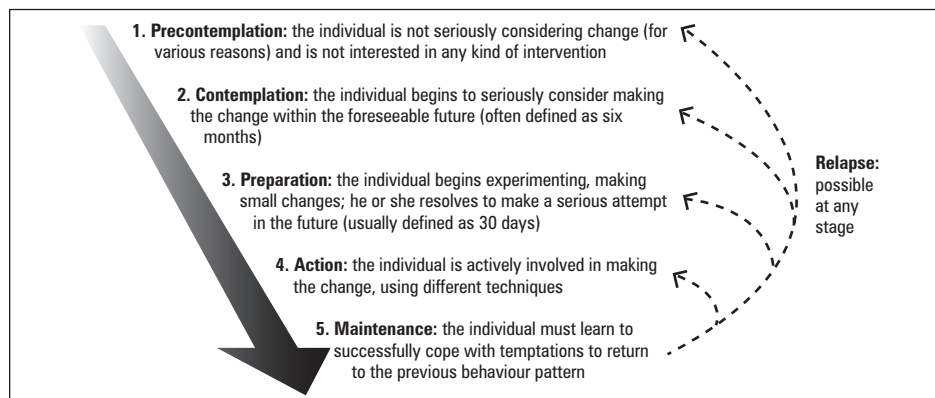 1. Precontemplation: the individual is not seriously considering change (for
various reasons) and is not interested in any kind of intervention
2. Contemplation: the individual begins to seriously consider making
the change within the foreseeable future (often defined as six
months)
3. Preparation: the individual begins experimenting, making
small changes; he or she resolves to make a serious attempt
in the future (usually defined as 30 days)
4. Action: the individual is actively involved in making
the change, using different techniques
5. Maintenance: the individual must learn to
successfully cope with temptations to return
to the previous behaviour pattern
Relapse:
possible
at any
stage